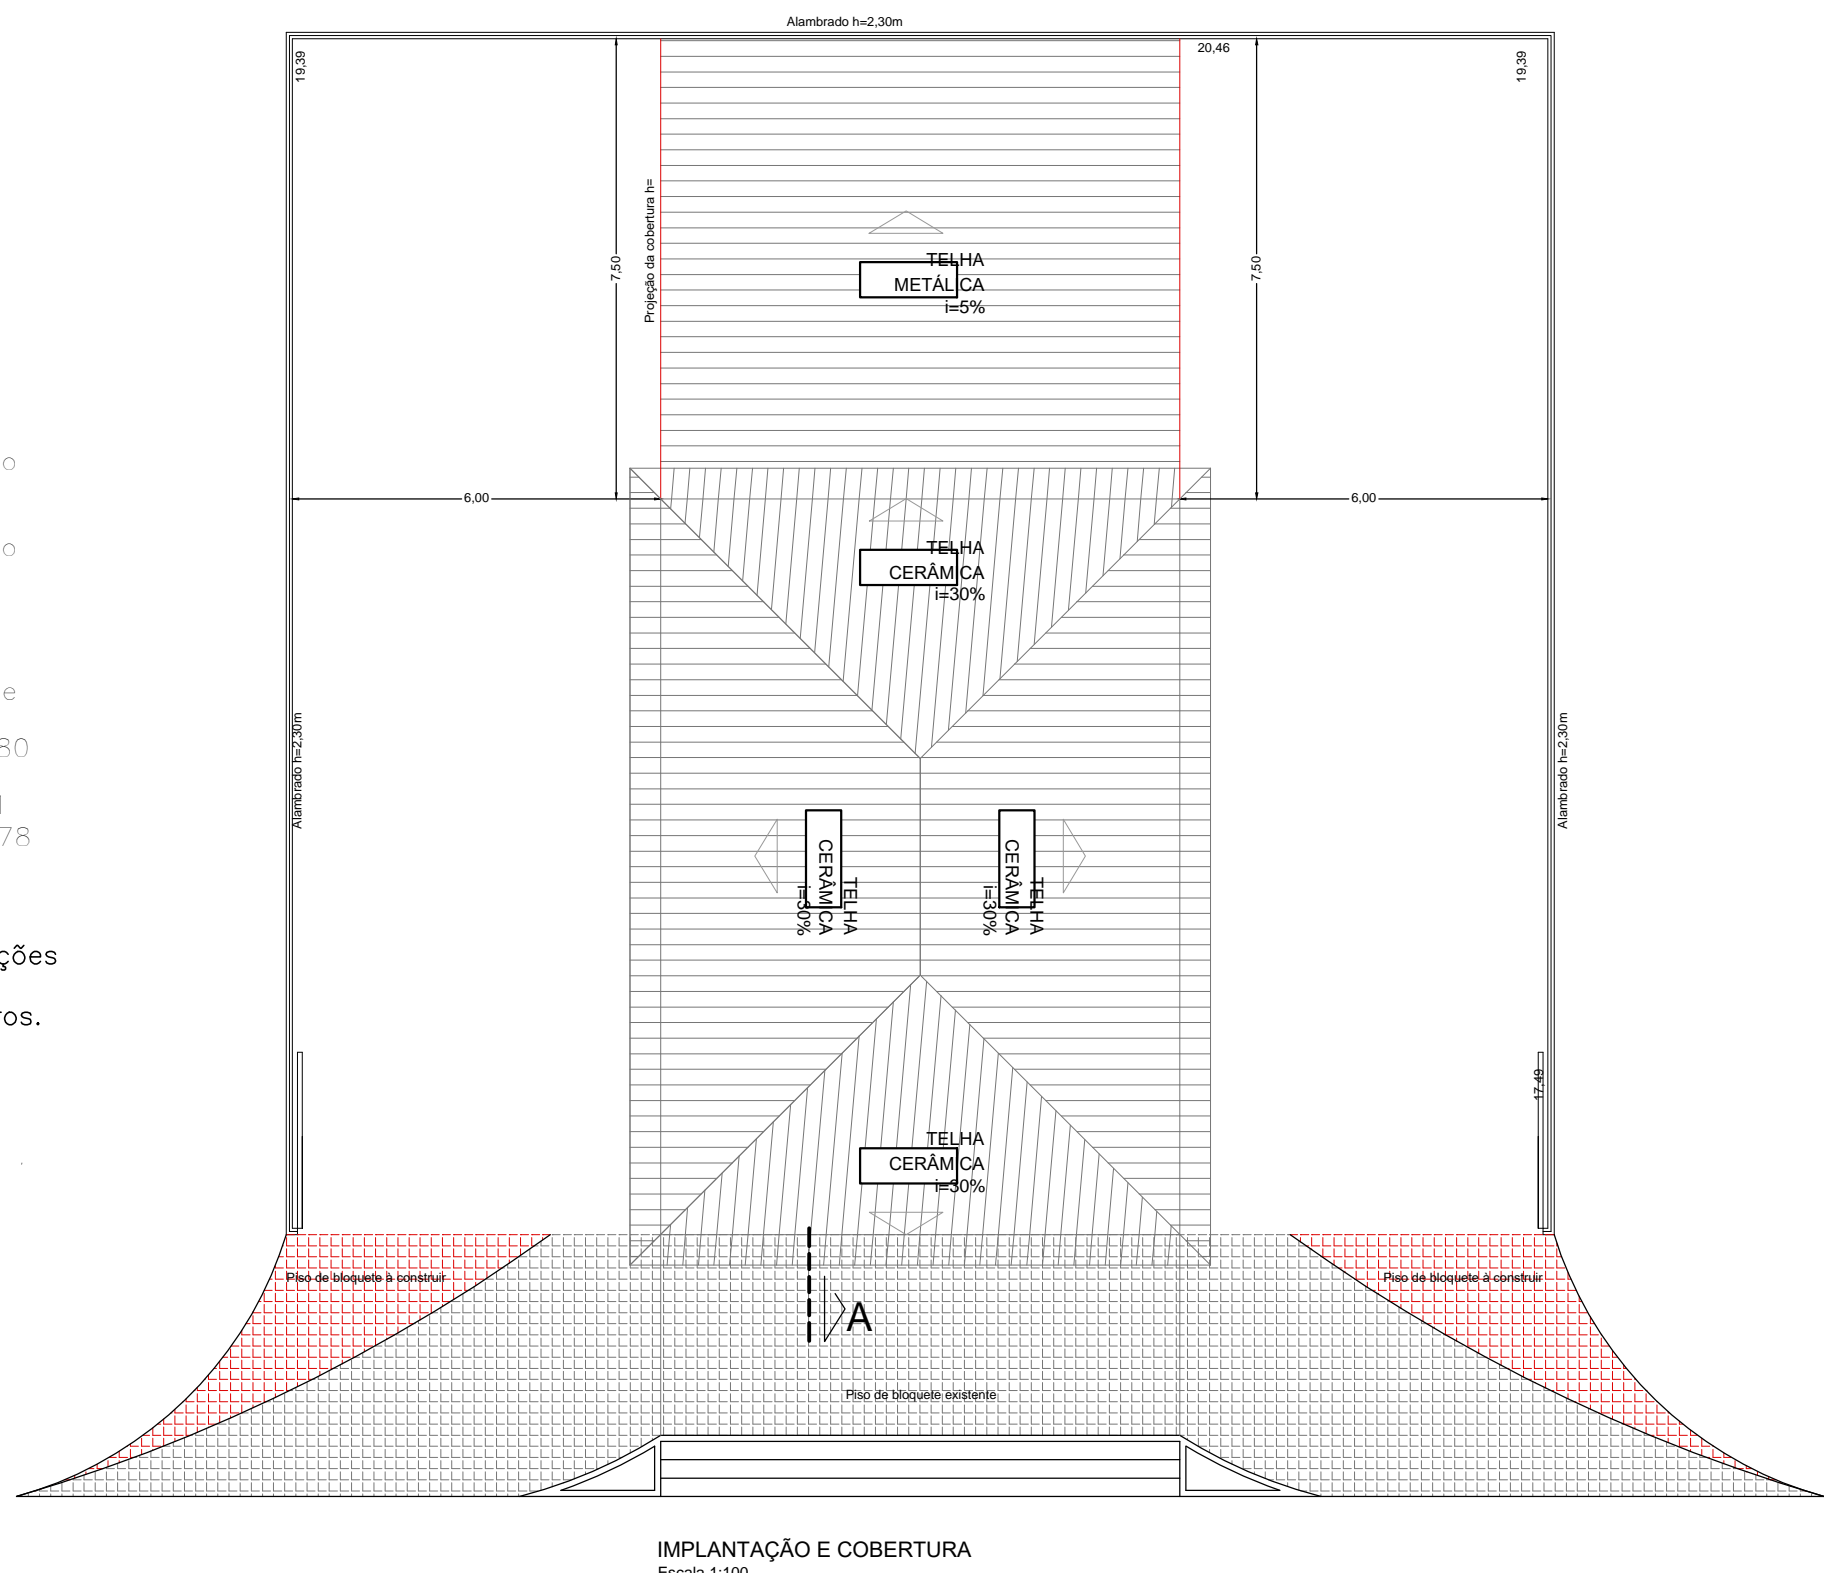 Alambrado h=2,30m
19,39
20,46
19,39
Projeção da cobertura h=
7,50
7,50
TELHA
METÁLICA
i=5%
o
6,00
6,00
o
TELHA
CERÂMICA
i=30%
e
80
78
Alambrado h=2,30m
Alambrado h=2,30m
TELHA
CERÂMICA
i=30%
TELHA
CERÂMICA
i=30%
ções
os.
17,49
TELHA
CERÂMICA
i=30%
Piso de bloquete à construir
Piso de bloquete à construir
A
Piso de bloquete existente
IMPLANTAÇÃO E COBERTURA
Escala 1:100